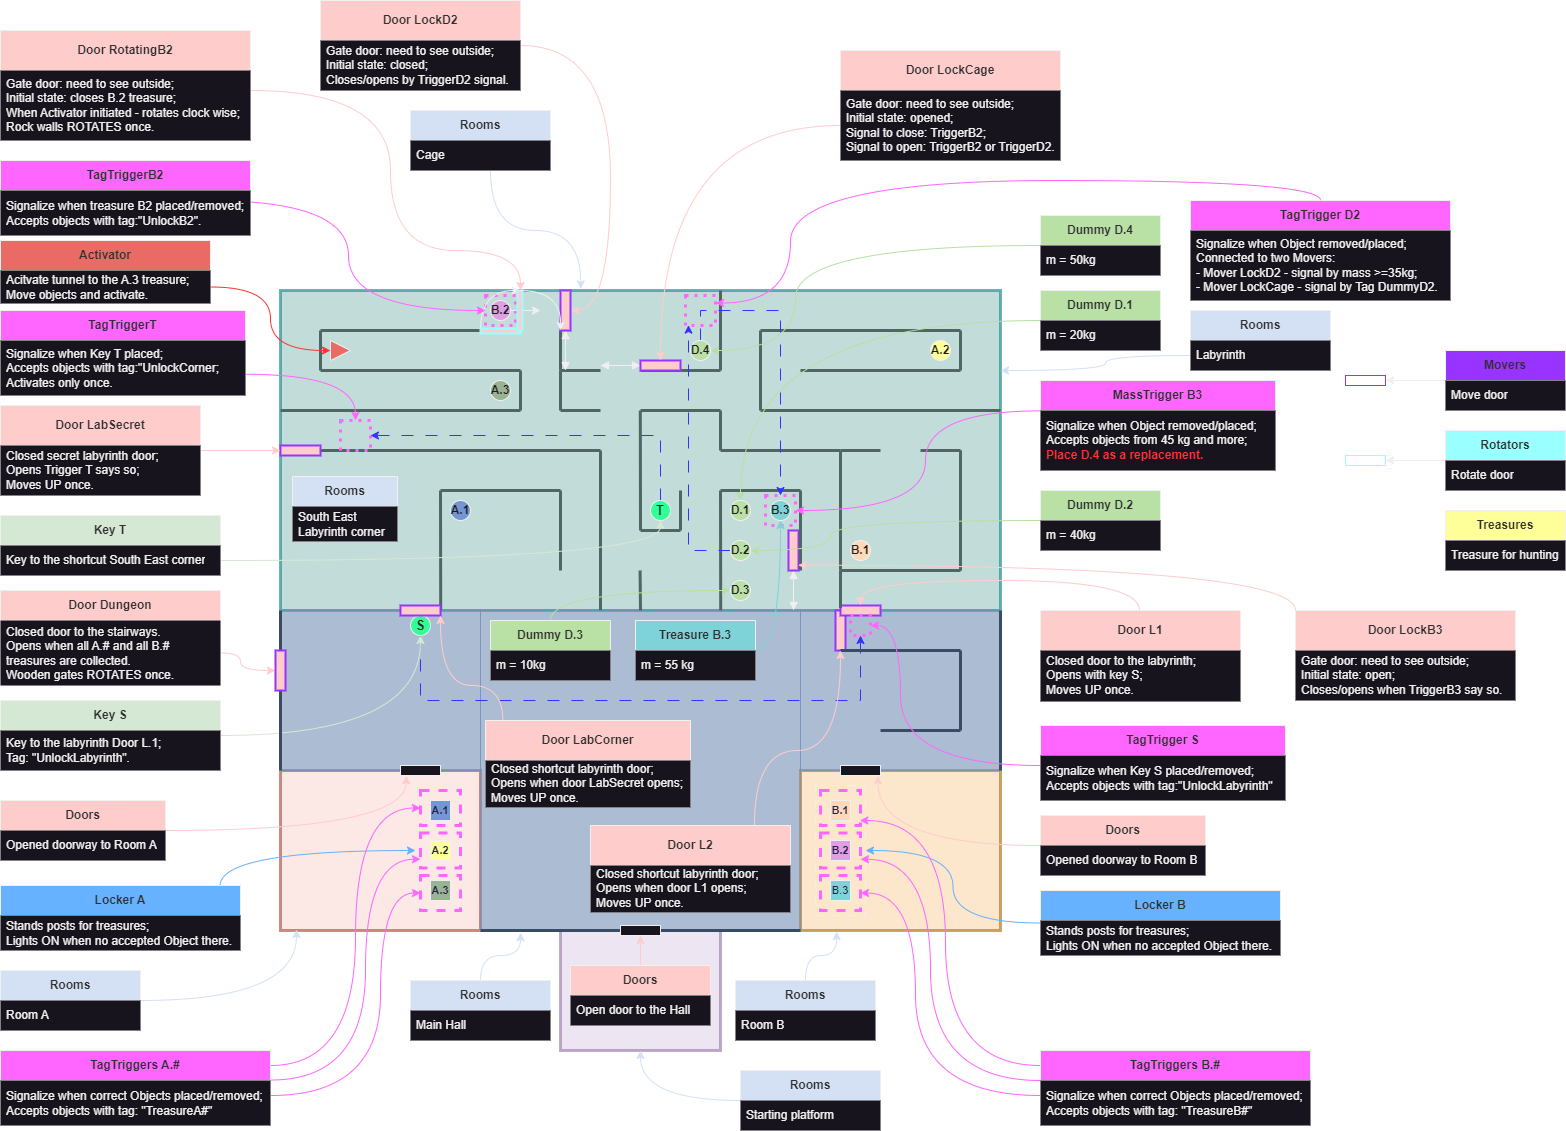 Door LockD2
Gate door: need to see outside;
Initial state: closed;
Closes/opens by TriggerD2 signal.
Door RotatingB2
Gate door: need to see outside;
Initial state: closes B.2 treasure;
When Activator initiated - rotates clock wise;
Rock walls ROTATES once.
Door LockCage
Gate door: need to see outside;
Initial state: opened;
Signal to close: TriggerB2;
Signal to open: TriggerB2 or TriggerD2.
Rooms
Cage
TagTriggerB2
Signalize when treasure B2 placed/removed;
Accepts objects with tag:"UnlockB2".
TagTrigger D2
Signalize when Object removed/placed;
Connected to two Movers:
- Mover LockD2 - signal by mass >=35kg;
- Mover LockCage - signal by Tag DummyD2.
Dummy D.4
m = 50kg
Activator
Acitvate tunnel to the A.3 treasure;
Move objects and activate.
Dummy D.1
m = 20kg
TagTriggerT
Signalize when Key T placed;
Accepts objects with tag:"UnlockCorner;
Activates only once.
Rooms
Labyrinth
Movers
Move door
MassTrigger B3
Signalize when Object removed/placed;
Accepts objects from 45 kg and more;
Place D.4 as a replacement.
Door LabSecret
Closed secret labyrinth door;
Opens Trigger T says so;
Moves UP once.
Rotators
Rotate door
Rooms
South East
Labyrinth corner
Dummy D.2
m = 40kg
Treasures
Treasure for hunting
Key T
Key to the shortcut South East corner
B.2
D.4
A.2
A.3
A.1
T
D.1
B.3
D.2
B.1
D.3
S
Door Dungeon
Closed door to the stairways.
Opens when all A.# and all B.#
treasures are collected.
Wooden gates ROTATES once.
Dummy D.3
m = 10kg
Treasure B.3
m = 55 kg
Door L1
Closed door to the labyrinth;
Opens with key S;
Moves UP once.
Door LockB3
Gate door: need to see outside;
Initial state: open;
Closes/opens when TriggerB3 say so.
Key S
Key to the labyrinth Door L.1;
Tag: "UnlockLabyrinth".
Door LabCorner
Closed shortcut labyrinth door;
Opens when door LabSecret opens;
Moves UP once.
TagTrigger S
Signalize when Key S placed/removed;
Accepts objects with tag:"UnlockLabyrinth"
Doors
Opened doorway to Room A
A.1
A.2
A.3
Door L2
Closed shortcut labyrinth door;
Opens when door L1 opens;
Moves UP once.
B.1
B.2
B.3
Doors
Opened doorway to Room B
Locker A
Stands posts for treasures;
Lights ON when no accepted Object there.
Locker B
Stands posts for treasures;
Lights ON when no accepted Object there.
Rooms
Room A
Rooms
Main Hall
Doors
Open door to the Hall
Rooms
Room B
TagTriggers A.#
Signalize when correct Objects placed/removed;
Accepts objects with tag: "TreasureA#"
Rooms
Starting platform
TagTriggers B.#
Signalize when correct Objects placed/removed;
Accepts objects with tag: "TreasureB#"